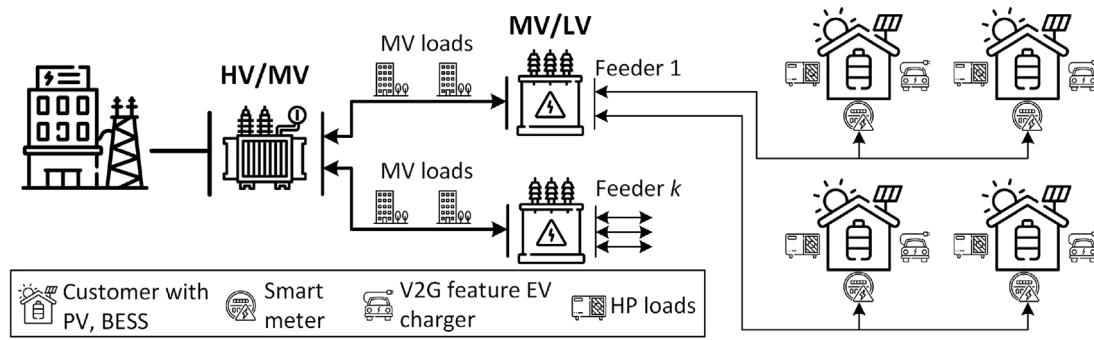 MV/LV
MV loads
HV/MV
Feeder 1
MV loads
Feeder k
Customer with
PV, BESS
Smart
meter
V2G feature EV
charger
HP loads